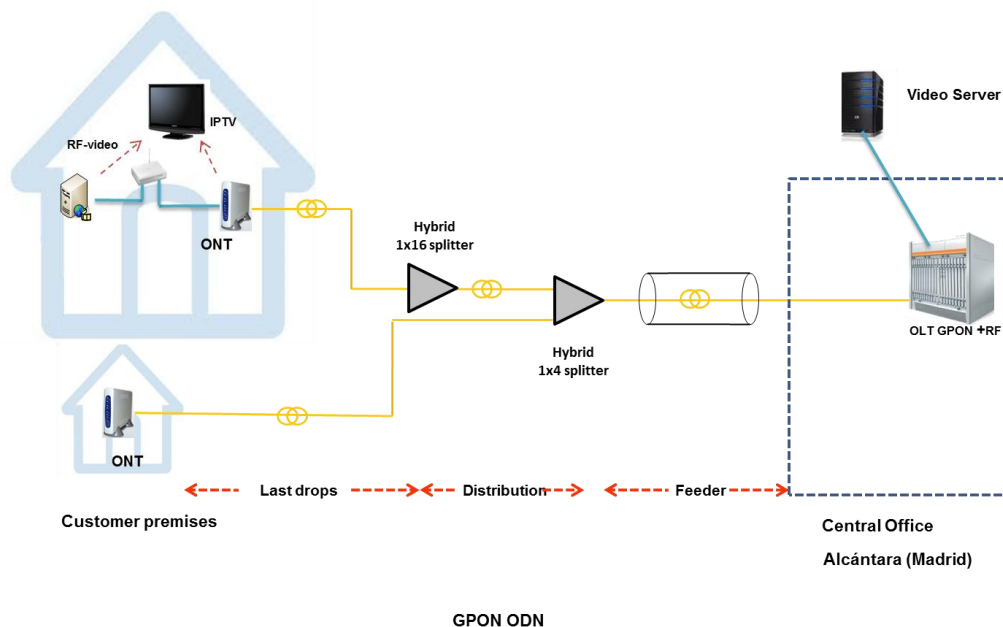 Video Server
IPTV
RF-video
ONT
Hybrid
1x16 splitter
OLT GPON +RF
Hybrid
1x4 splitter
ONT
Last drops
Distribution
Feeder
Customer premises
Central Office
Alcántara (Madrid)
GPON ODN